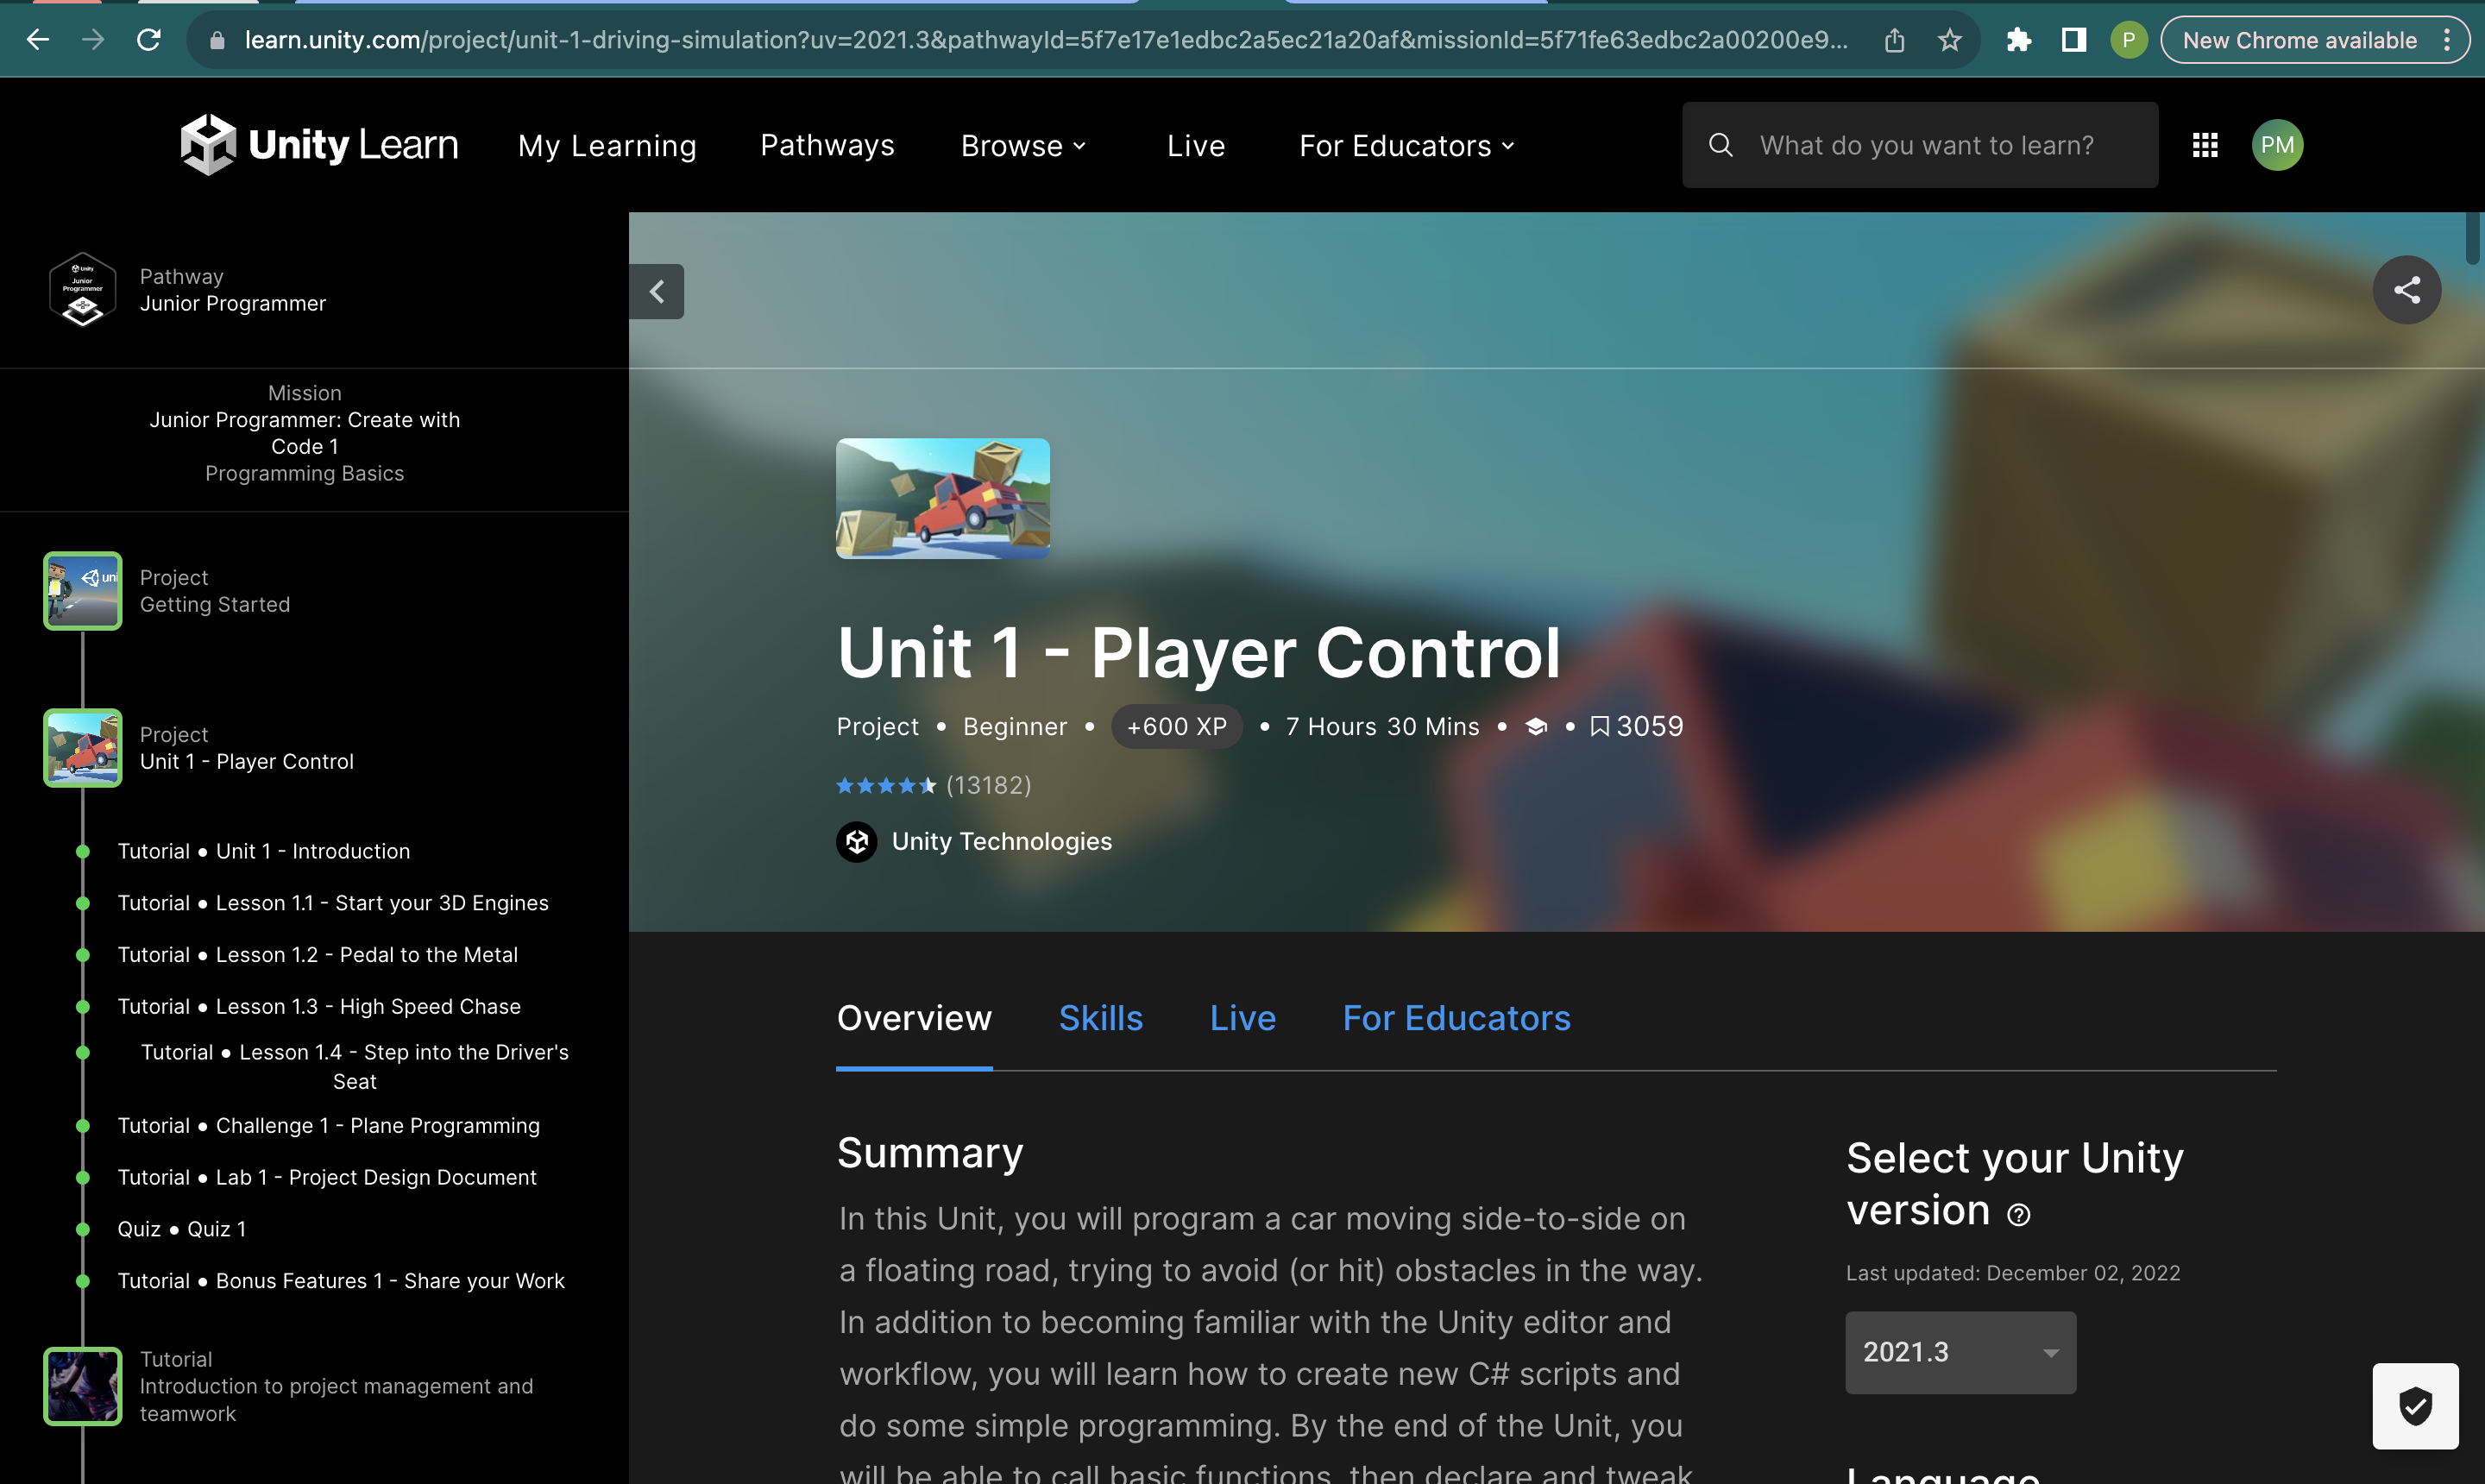 learn.unity.com/project/unit-1-driving-simulation?uv=2021.3&pathwayId=5f7e17e1edbc2a5ec21a20af&missionId=5f71fe63edbc2a00200e9...
P
New Chrome available
Unity Learn
My Learning
Pathways
Browse
Live
For Educators
What do you want to learn?
PM
Unity
Junior
Programmer
Pathway
Junior Programmer
Mission
Junior Programmer: Create with
Code 1
Programming Basics
uni
Project
Getting Started
Project
Unit 1 - Player Control
Tutorial ● Unit 1 - Introduction
Tutorial ● Lesson 1.1 - Start your 3D Engines
Tutorial ● Lesson 1.2 - Pedal to the Metal
Tutorial ● Lesson 1.3 - High Speed Chase
Tutorial ● Lesson 1.4 - Step into the Driver's
Seat
Tutorial ● Challenge 1 - Plane Programming
Tutorial ● Lab 1 - Project Design Document
Quiz ● Quiz 1
Tutorial ● Bonus Features 1 - Share your Work
Tutorial
Introduction to project management and
teamwork
Unit 1 - Player Control
Project • Beginner • +600 XP • 7 Hours 30 Mins • • 3059
(13182)
Unity Technologies
Overview
Skills
Live
For Educators
Summary
In this Unit, you will program a car moving side-to-side on
a floating road, trying to avoid (or hit) obstacles in the way.
In addition to becoming familiar with the Unity editor and
workflow, you will learn how to create new C# scripts and
do some simple programming. By the end of the Unit, you
will be able to call basic functions, then declare and tweak
Select your Unity
version
Last updated: December 02, 2022
2021.3
Language